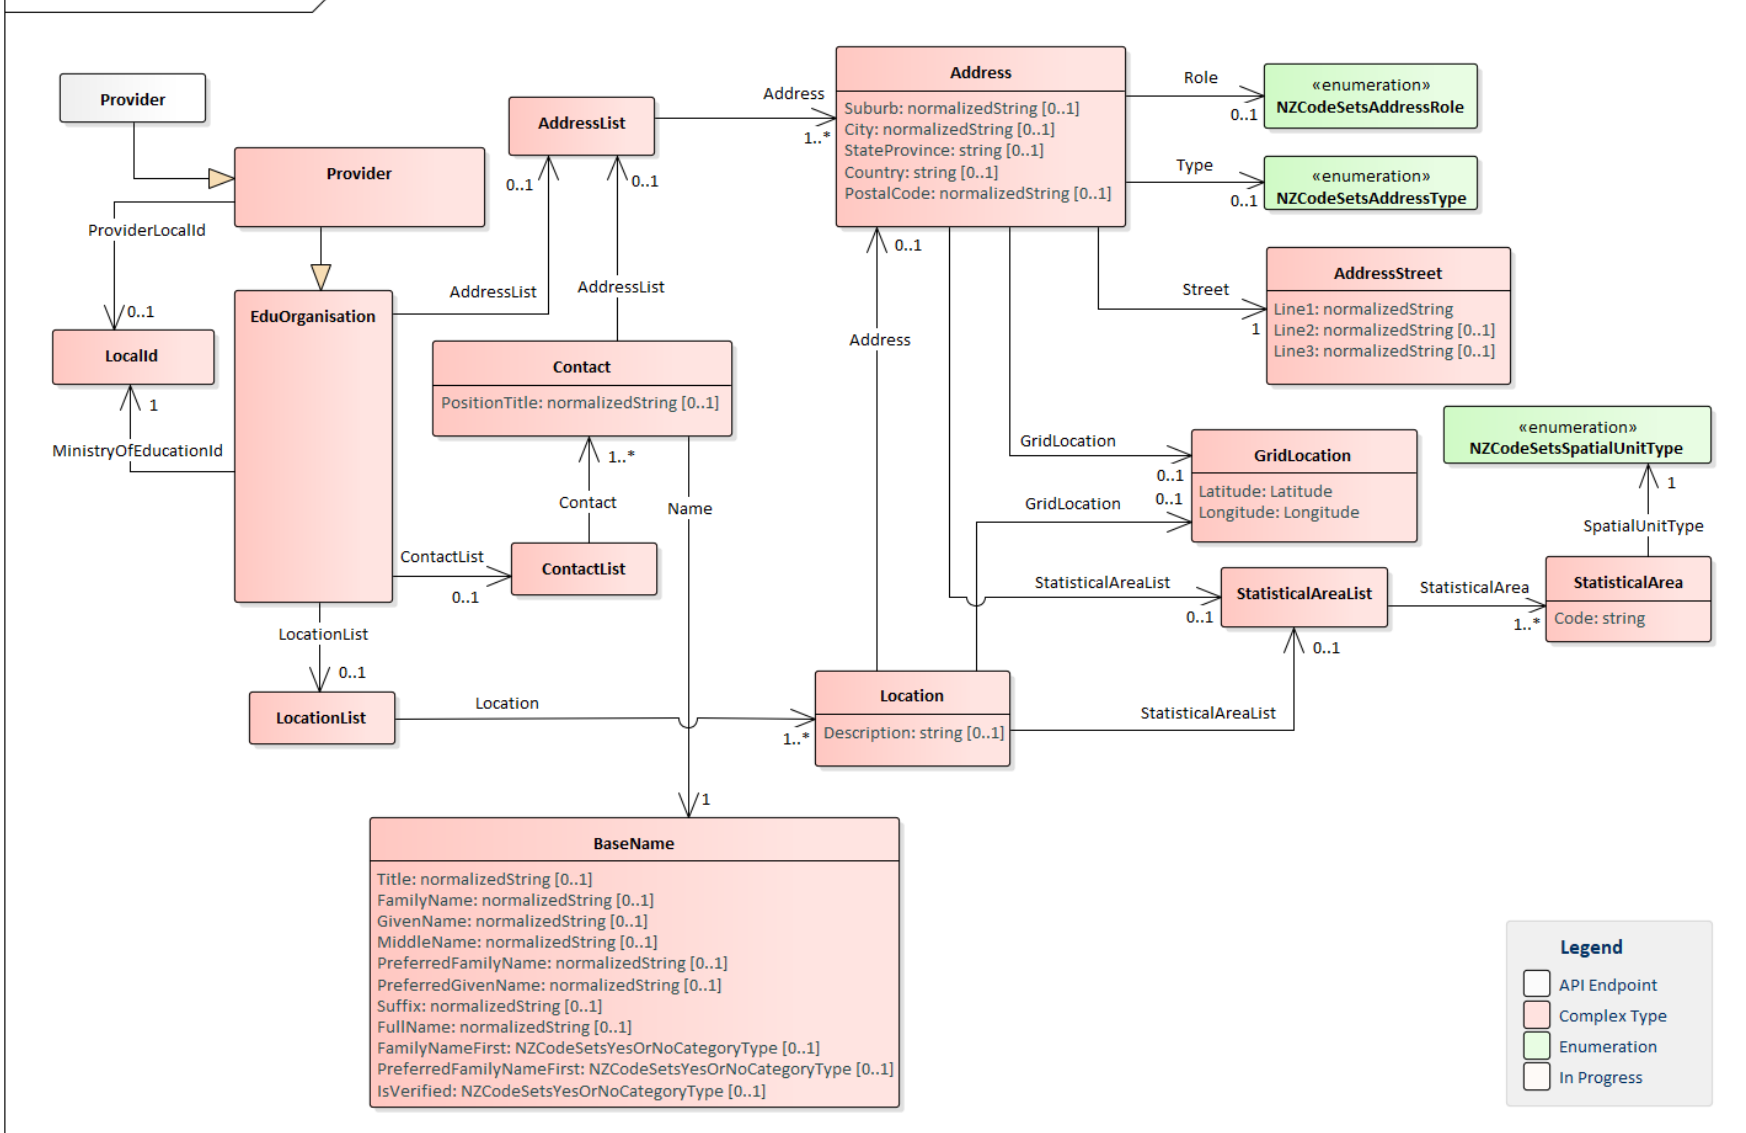 Provider
Provider
ProviderLocalId
0..1
LocalId
1
MinistryOfEducationId
EduOrganisation
AddressList
0..1
AddressList
0..1
AddressList
Contact
PositionTitle: normalizedString [0..1]
1..*
Contact
Name
ContactList
0..1
ContactList
LocationList
0..1
LocationList
Location
1..*
1
Address
1..*
Address
Suburb: normalizedString [0..1]
City: normalizedString [0..1]
StateProvince: string [0..1]
Country: string [0..1]
PostalCode: normalizedString [0..1]
0..1
Address
Role
0..1
«enumeration»
NZCodeSetsAddressRole
Type
0..1
«enumeration»
NZCodeSetsAddressType
Street
1
AddressStreet
Line1: normalizedString
Line2: normalizedString [0..1]
Line3: normalizedString [0..1]
GridLocation
0..1
0..1
GridLocation
GridLocation
Latitude: Latitude
Longitude: Longitude
«enumeration»
NZCodeSetsSpatialUnitType
1
SpatialUnitType
StatisticalAreaList
0..1
StatisticalAreaList
StatisticalArea
1..*
StatisticalArea
Code: string
0..1
StatisticalAreaList
Location
Description: string [0..1]
BaseName
Title: normalizedString [0..1]
FamilyName: normalizedString [0..1]
GivenName: normalizedString [0..1]
MiddleName: normalizedString [0..1]
PreferredFamilyName: normalizedString [0..1]
PreferredGivenName: normalizedString [0..1]
Suffix: normalizedString [0..1]
FullName: normalizedString [0..1]
FamilyNameFirst: NZCodeSetsYesOrNoCategoryType [0..1]
PreferredFamilyNameFirst: NZCodeSetsYesOrNoCategoryType [0..1]
IsVerified: NZCodeSetsYesOrNoCategoryType [0..1]
Legend
API Endpoint
Complex Type
Enumeration
In Progress